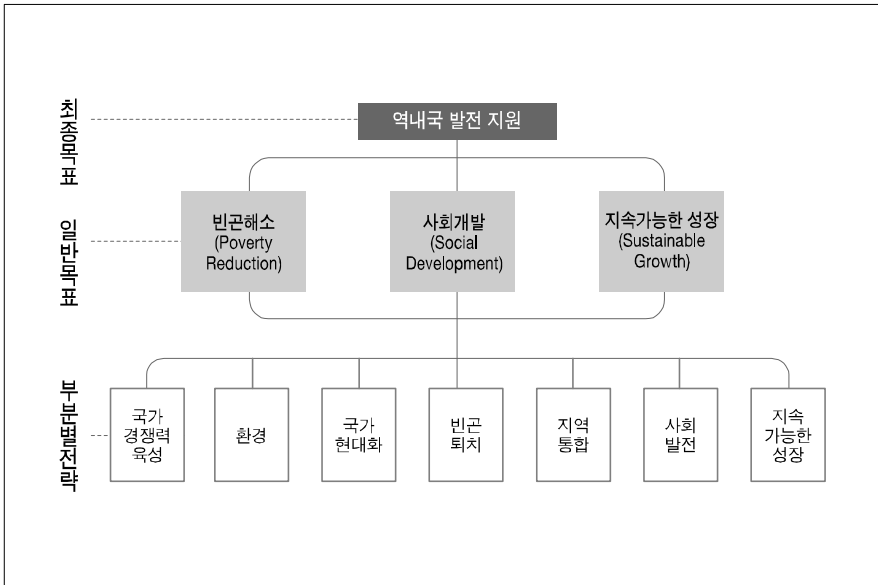 최종목표
역내국 발전 지원
일반목표
빈곤해소
(Poverty
Reduction)
사회개발
(Social
Development)
지속가능한 성장
(Sustainable
Growth)
부분별전략
국가
경쟁력
육성
환경
국가
현대화
빈곤
퇴치
지역
통합
사회
발전
지속
가능한
성장